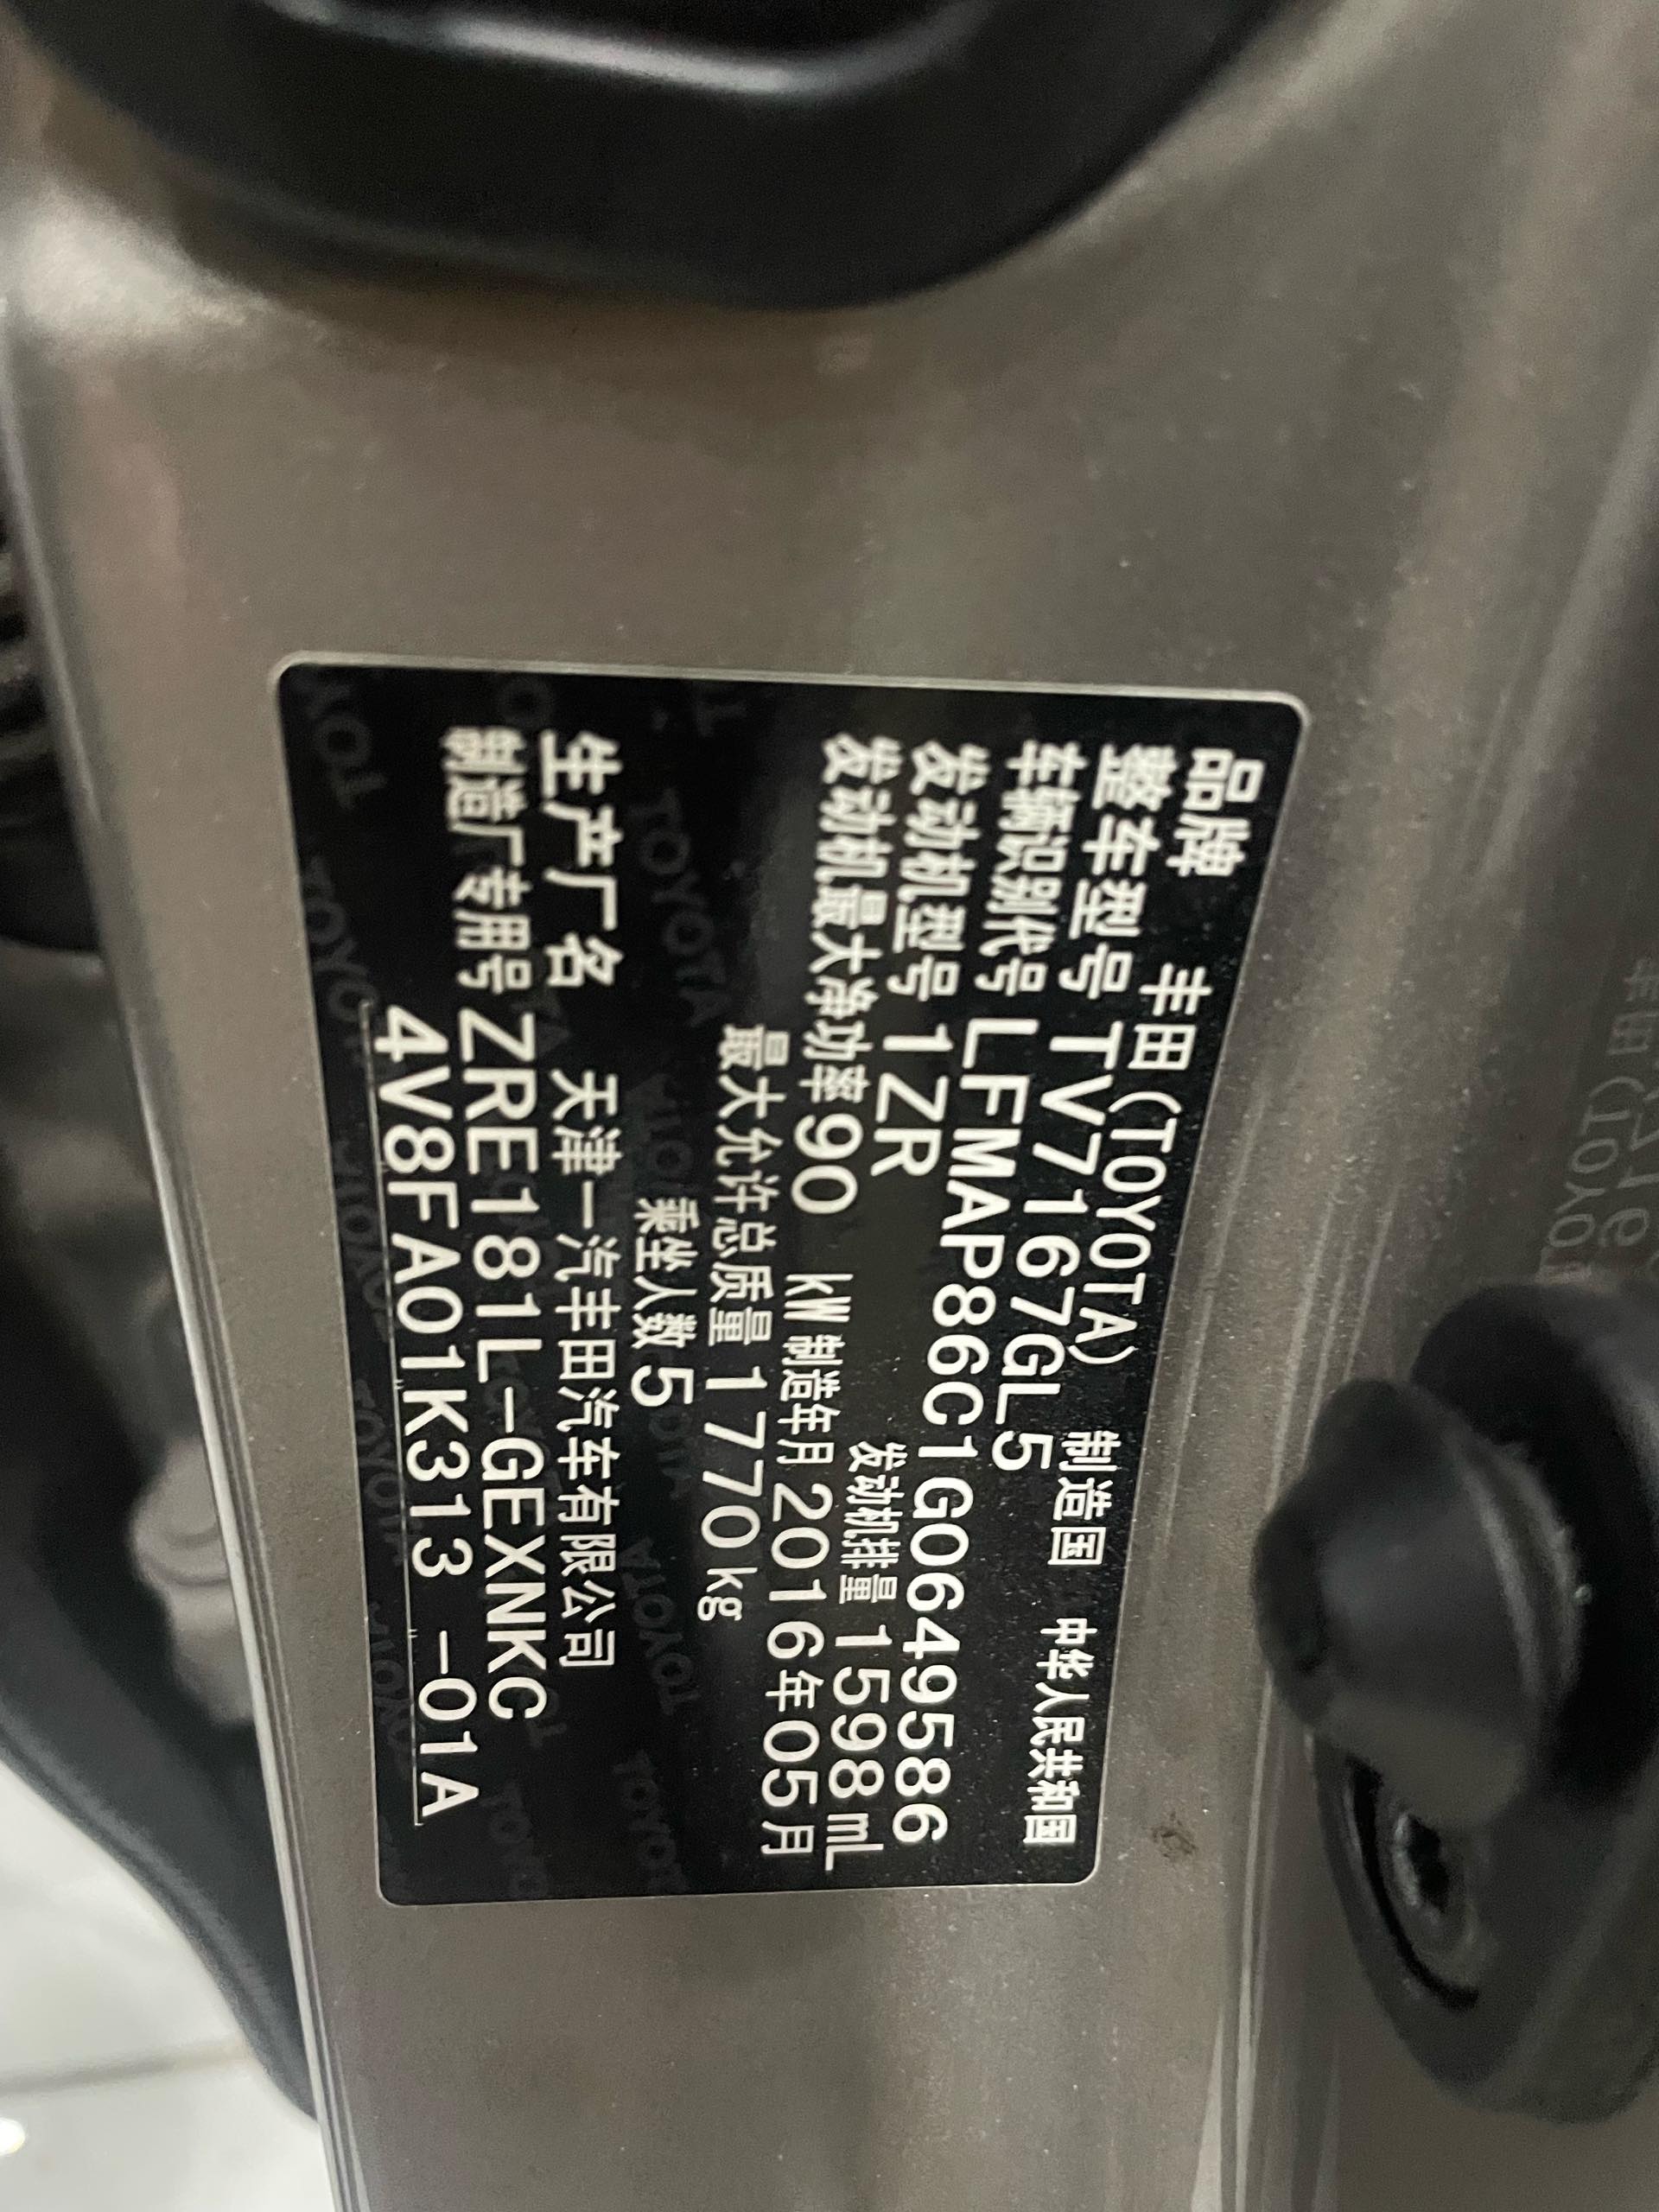 品牌 丰田(TOYOTA) 制造国 中华人民共和国
整车型号 TV7167GL5
车辆识别代号 LFMAP86C1G0649586
发动机型号 1ZR 发动机排量 1598mL
发动机最大净功率 90 kW 制造年月 2016年05月
最大允许总质量 1770kg
乘坐人数 5
生产厂名 天津一汽丰田汽车有限公司
制造厂专用号 ZRE181L-GEXNKC
4V8FA01K313 -01A